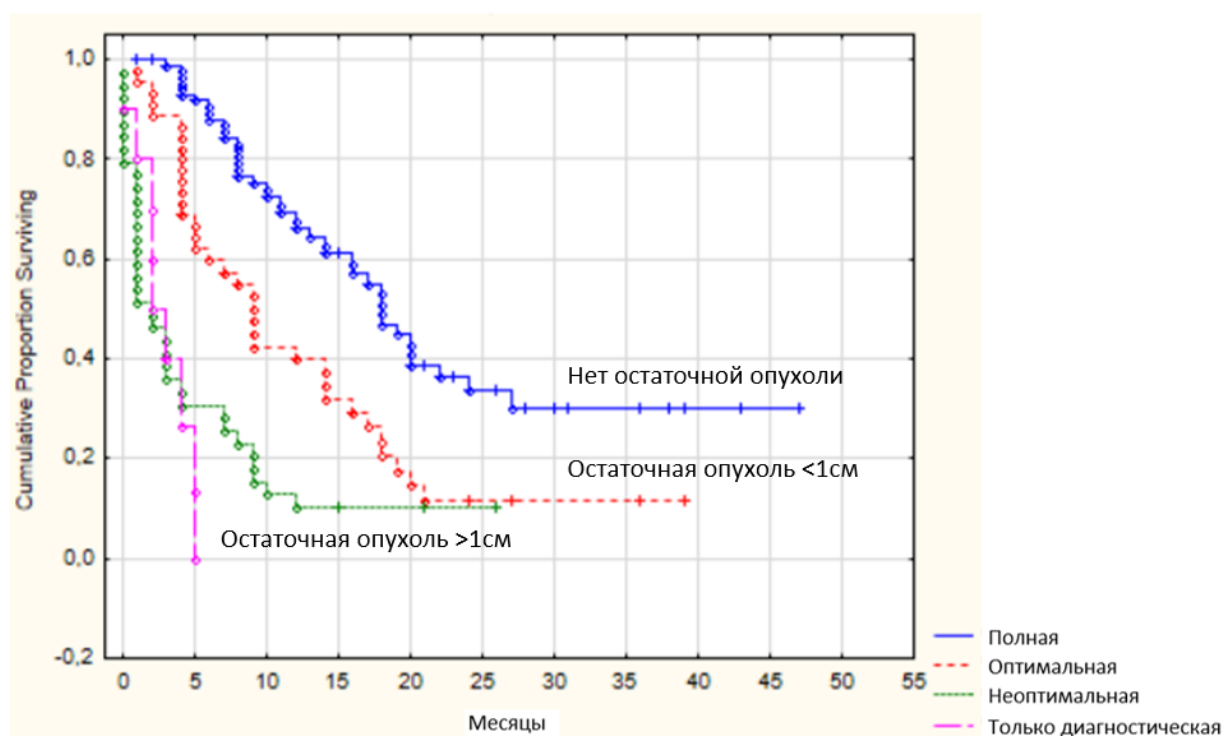 1,0
0,8
0,6
0,4
0,2
0,0
-0,2
Cumulative Proportion Surviving
Нет остаточной опухоли
Остаточная опухоль <1см
Остаточная опухоль >1см
0 5 10 15 20 25 30 35 40 45 50 55
Месяцы
Полная
Оптимальная
Неоптимальная
Только диагностическая